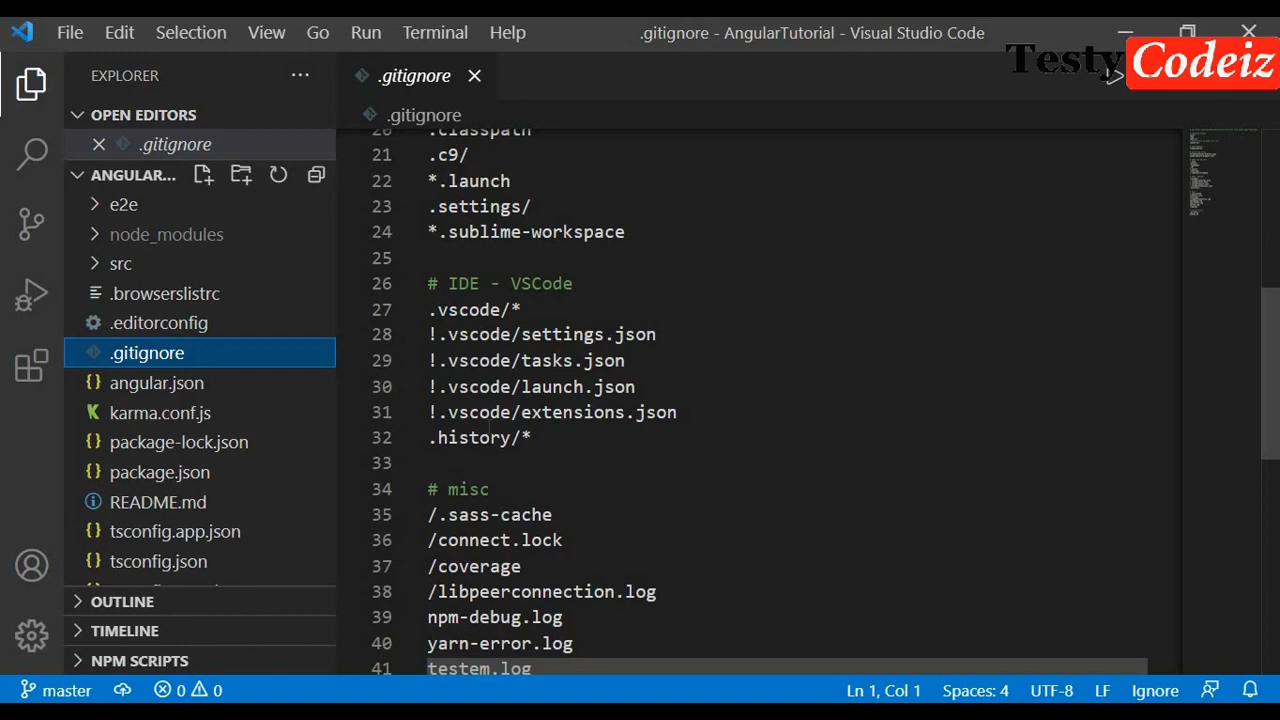 File Edit Selection View Go Run Terminal Help .gitignore - AngularTutorial - Visual Studio Code
Testy Codeiz
EXPLORER
OPEN EDITORS
.gitignore
ANGULAR...
e2e
node_modules
src
.browserslistrc
.editorconfig
.gitignore
angular.json
karma.conf.js
package-lock.json
package.json
README.md
tsconfig.app.json
tsconfig.json
OUTLINE
TIMELINE
NPM SCRIPTS
.gitignore
.gitignore
20 .classpath
21 .c9/
22 *.launch
23 .settings/
24 *.sublime-workspace
25
26 # IDE - VSCode
27 .vscode/*
28 !.vscode/settings.json
29 !.vscode/tasks.json
30 !.vscode/launch.json
31 !.vscode/extensions.json
32 .history/*
33
34 # misc
35 /.sass-cache
36 /connect.lock
37 /coverage
38 /libpeerconnection.log
39 npm-debug.log
40 yarn-error.log
41 testem.log
master 0 0 Ln 1, Col 1 Spaces: 4 UTF-8 LF Ignore